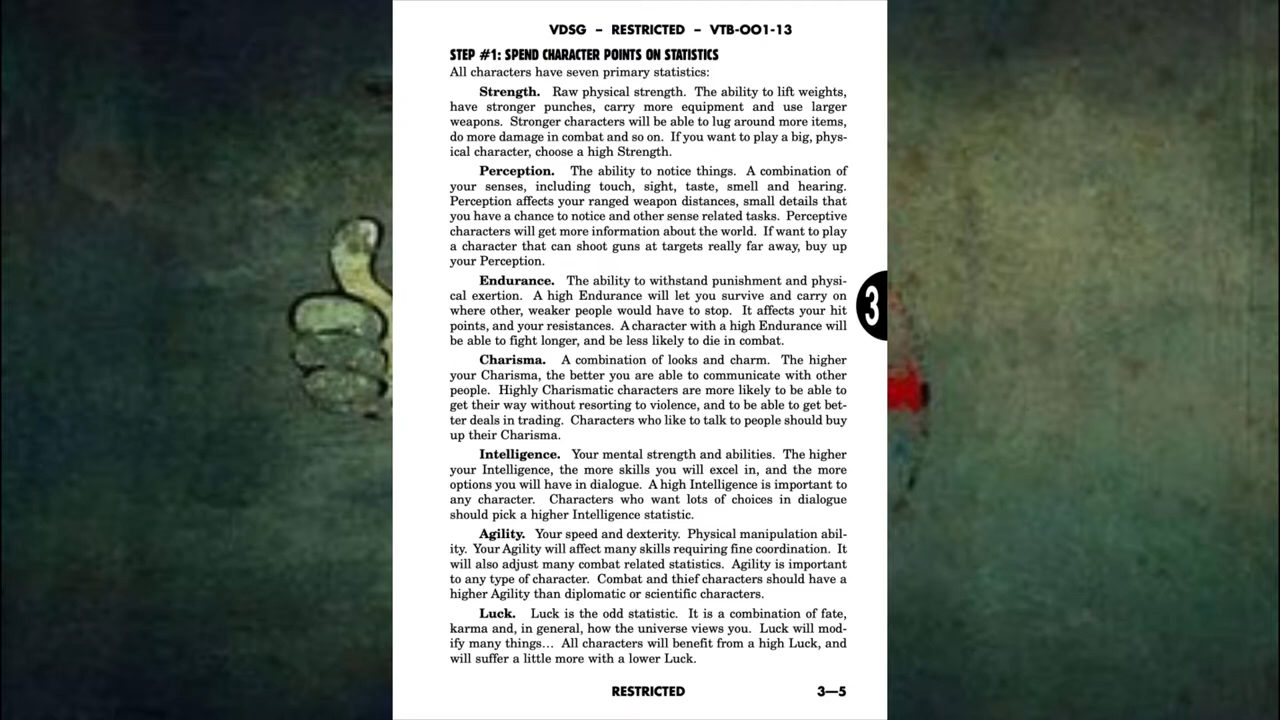 VDSG – RESTRICTED – VTB-001-13
STEP #1: SPEND CHARACTER POINTS ON STATISTICS
All characters have seven primary statistics:
Strength. Raw physical strength. The ability to lift weights,
have stronger punches, carry more equipment and use larger
weapons. Stronger characters will be able to lug around more items,
do more damage in combat and so on. If you want to play a big, phys-
ical character, choose a high Strength.
Perception. The ability to notice things. A combination of
your senses, including touch, sight, taste, smell and hearing.
Perception affects your ranged weapon distances, small details that
you have a chance to notice and other sense related tasks. Perceptive
characters will get more information about the world. If want to play
a character that can shoot guns at targets really far away, buy up
your Perception.
Endurance. The ability to withstand punishment and physi-
cal exertion. A high Endurance will let you survive and carry on
where other, weaker people would have to stop. It affects your hit
points, and your resistances. A character with a high Endurance will
be able to fight longer, and be less likely to die in combat.
3
Charisma. A combination of looks and charm. The higher
your Charisma, the better you are able to communicate with other
people. Highly Charismatic characters are more likely to be able to
get their way without resorting to violence, and to be able to get bet-
ter deals in trading. Characters who like to talk to people should buy
up their Charisma.
Intelligence. Your mental strength and abilities. The higher
your Intelligence, the more skills you will excel in, and the more
options you will have in dialogue. A high Intelligence is important to
any character. Characters who want lots of choices in dialogue
should pick a higher Intelligence statistic.
Agility. Your speed and dexterity. Physical manipulation abil-
ity. Your Agility will affect many skills requiring fine coordination. It
will also adjust many combat related statistics. Agility is important
to any type of character. Combat and thief characters should have a
higher Agility than diplomatic or scientific characters.
Luck. Luck is the odd statistic. It is a combination of fate,
karma and, in general, how the universe views you. Luck will mod-
ify many things... All characters will benefit from a high Luck, and
will suffer a little more with a lower Luck.
RESTRICTED 3—5